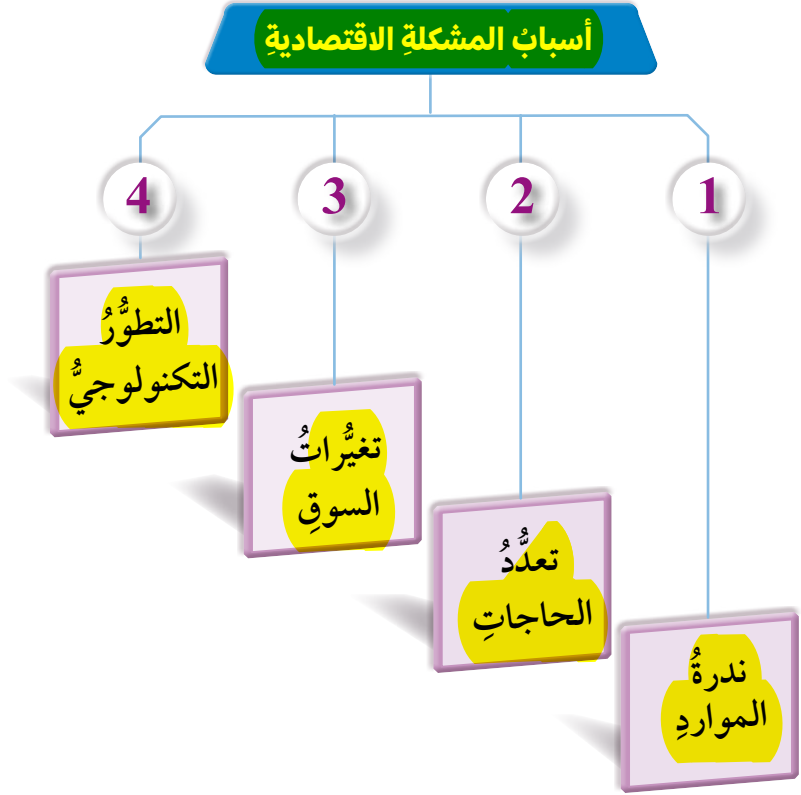 أسبابُ المشكلةِ الاقتصاديةِ
1
2
3
4
ندرةُ
المواردِ
تعدُّدُ
الحاجاتِ
تغيُّراتُ
السوقِ
التطوُّرُ
التكنولوجيُّ